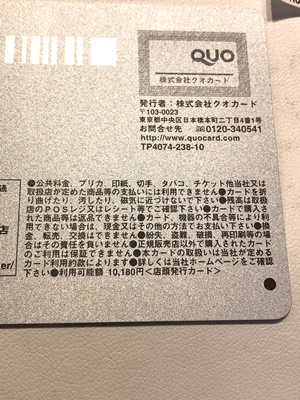 QUO
株式会社クオカード
発行者：株式会社クオカード
〒103-0023
東京都中央区日本橋本町二丁目4番1号
お問合せ先 ☏0120-340541
http://www.quocard.com/
TP4074-238-10
●公共料金、プリカ、印紙、切手、タバコ、チケット他当社又は
取扱店が定めた商品等の支払いには利用できません●カードを折
り曲げたり、汚したり、磁気に近づけないで下さい●残高は取扱
店のPOSレジ又はレシート等でご確認下さい●カードで購入さ
れた商品等は返品できません●カード、機器の不具合等により利
用できない場合は、現金又はその他の方法でお支払い下さい●換
金、転売、交換はできません●紛失、盗難、破損、再印刷等の場
合はその責任を負いません●正規販売店以外で購入されたカード
のご利用は保証できません●本カードの取扱いは当社が定める
カード利用約款によります●詳しくは当社ホームページをご確認
下さい●利用可能額 10,180円＜店頭発行カード＞
通
店
er/